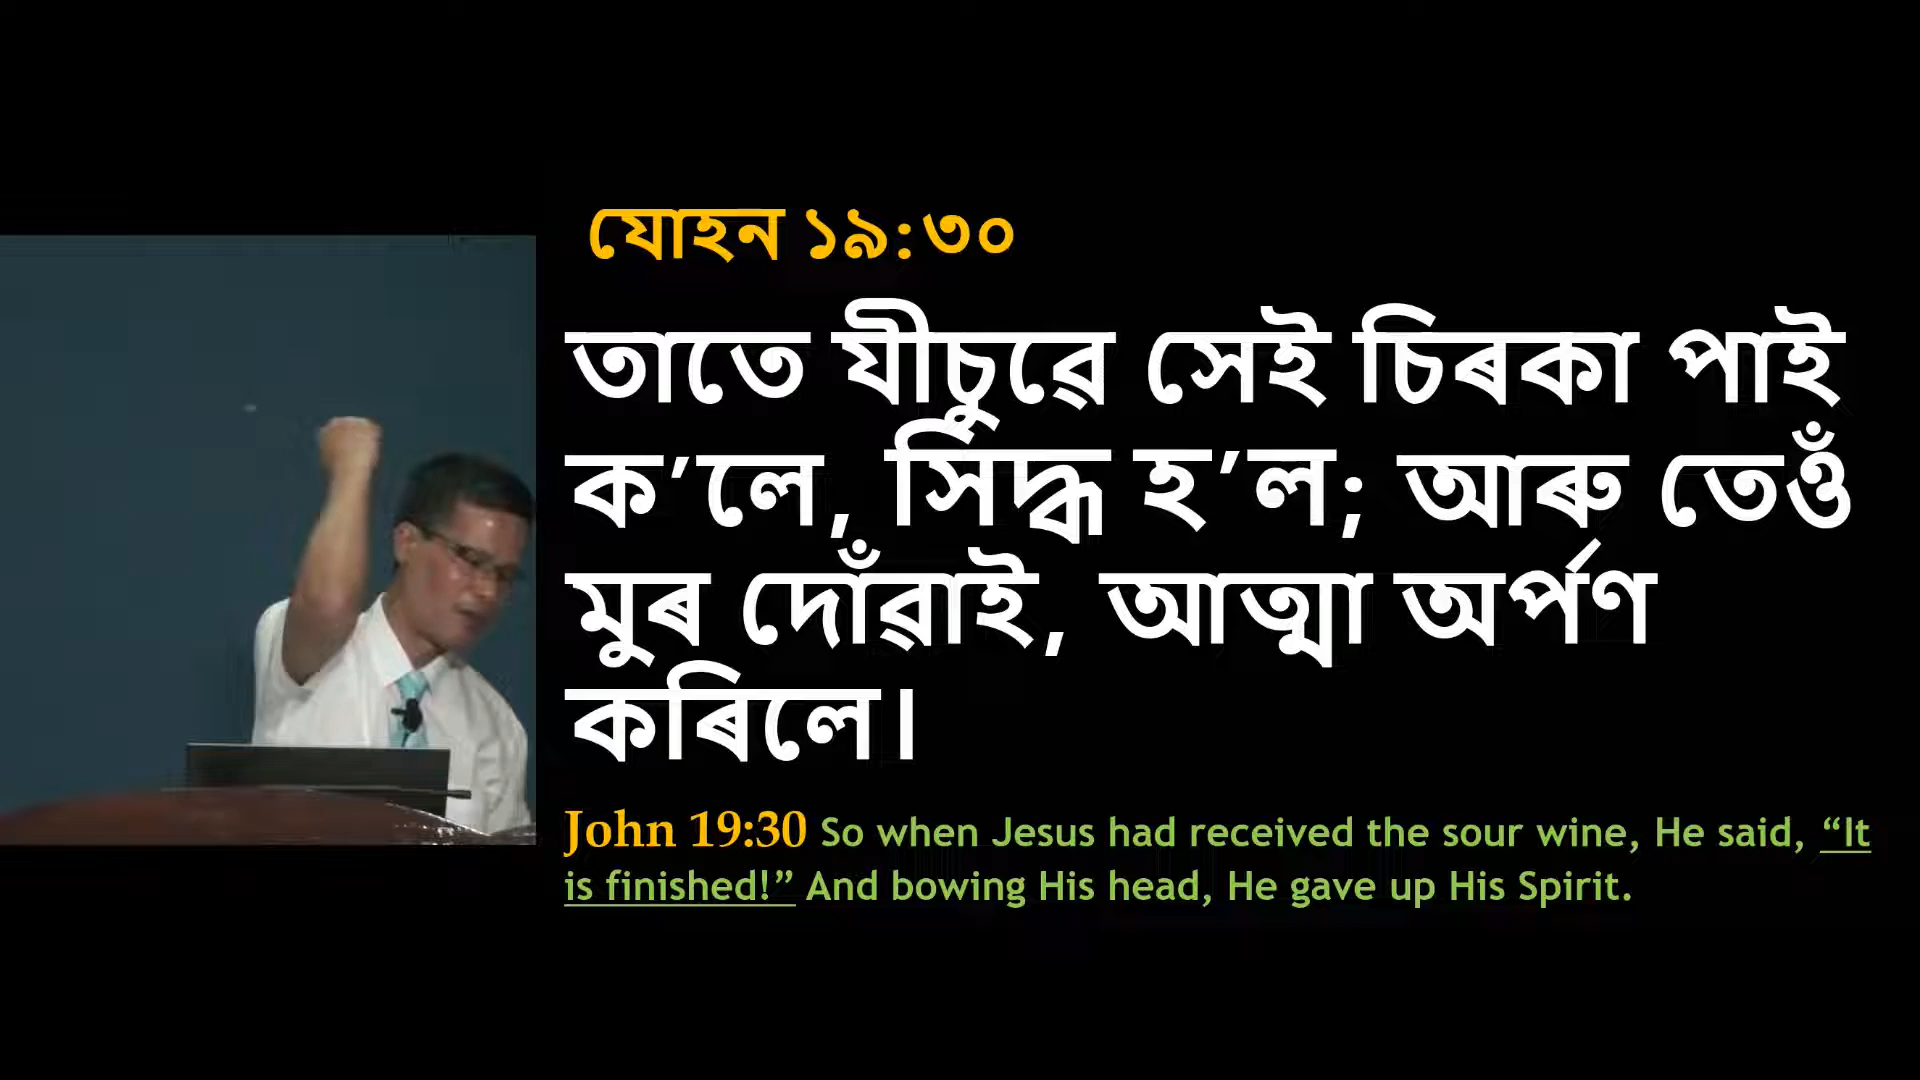 যোহন ১৯:৩০
তাতে যীচুৱে সেই চিৰকা পাই
ক’লে, সিদ্ধ হ’ল; আৰু তেওঁ
মুৰ দোঁৱাই, আত্মা অৰ্পণ
কৰিলে।
John 19:30 So when Jesus had received the sour wine, He said, “It
is finished!” And bowing His head, He gave up His Spirit.